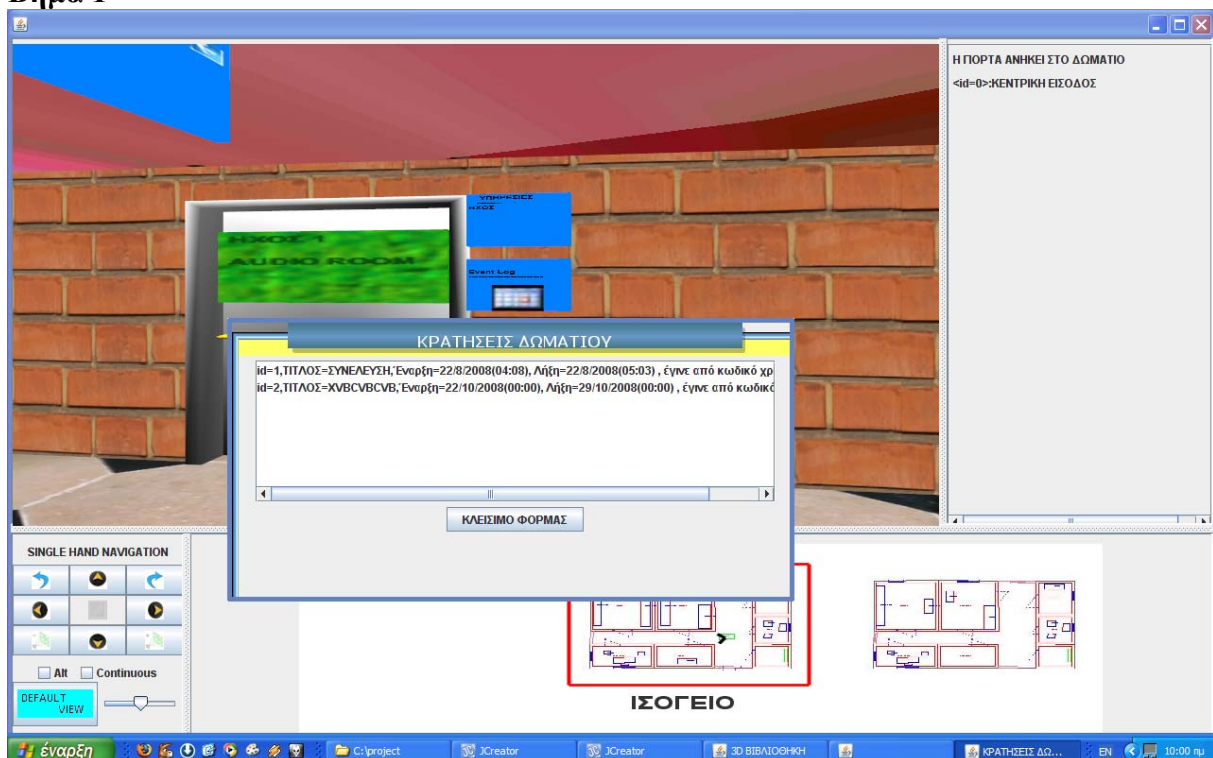 Βήμα 1
Η ΠΟΡΤΑ ΑΝΗΚΕΙ ΣΤΟ ΔΩΜΑΤΙΟ
<id=0>:ΚΕΝΤΡΙΚΗ ΕΙΣΟΔΟΣ
ΥΠΗΡΕΣΙΕΣ
ΗΧΟΣ
ΗΧΟΣ 1
AUDIO ROOM
Event Log
ΚΡΑΤΗΣΕΙΣ ΔΩΜΑΤΙΟΥ
id=1,ΤΙΤΛΟΣ=ΣΥΝΕΛΕΥΣΗ,Έναρξη=22/8/2008(04:08), Λήξη=22/8/2008(05:03) , έγινε από κωδικό χρ
id=2,ΤΙΤΛΟΣ=XVBCVBCVB,Έναρξη=22/10/2008(00:00), Λήξη=29/10/2008(00:00) , έγινε από κωδικό
ΚΛΕΙΣΙΜΟ ΦΟΡΜΑΣ
SINGLE HAND NAVIGATION
Alt Continuous
DEFAULT
VIEW
ΙΣΟΓΕΙΟ
έναρξη C:\project JCreator JCreator 3D ΒΙΒΛΙΟΘΗΚΗ ΚΡΑΤΗΣΕΙΣ ΔΩ... EN 10:00 πμ